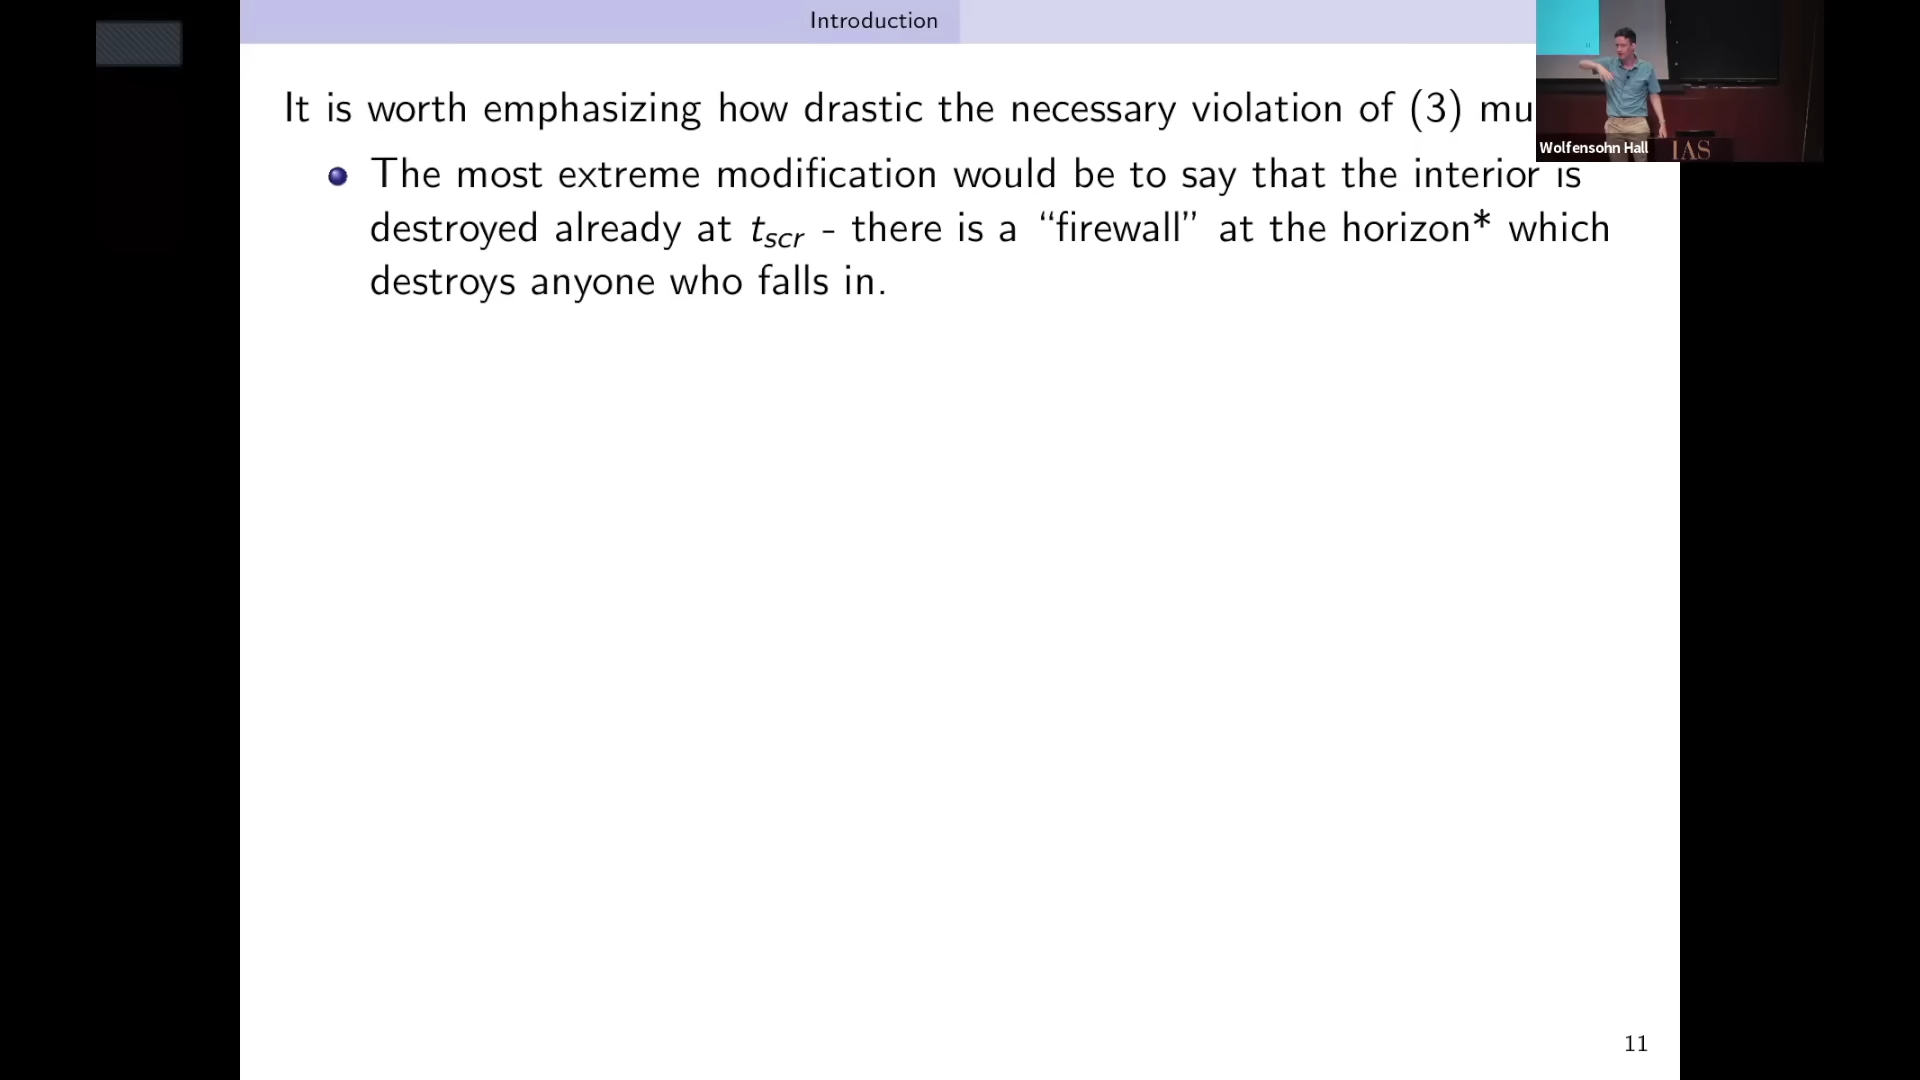 Introduction
It is worth emphasizing how drastic the necessary violation of (3) mu
The most extreme modification would be to say that the interior is
destroyed already at t_scr - there is a “firewall” at the horizon* which
destroys anyone who falls in.
Wolfensohn Hall
IAS
11